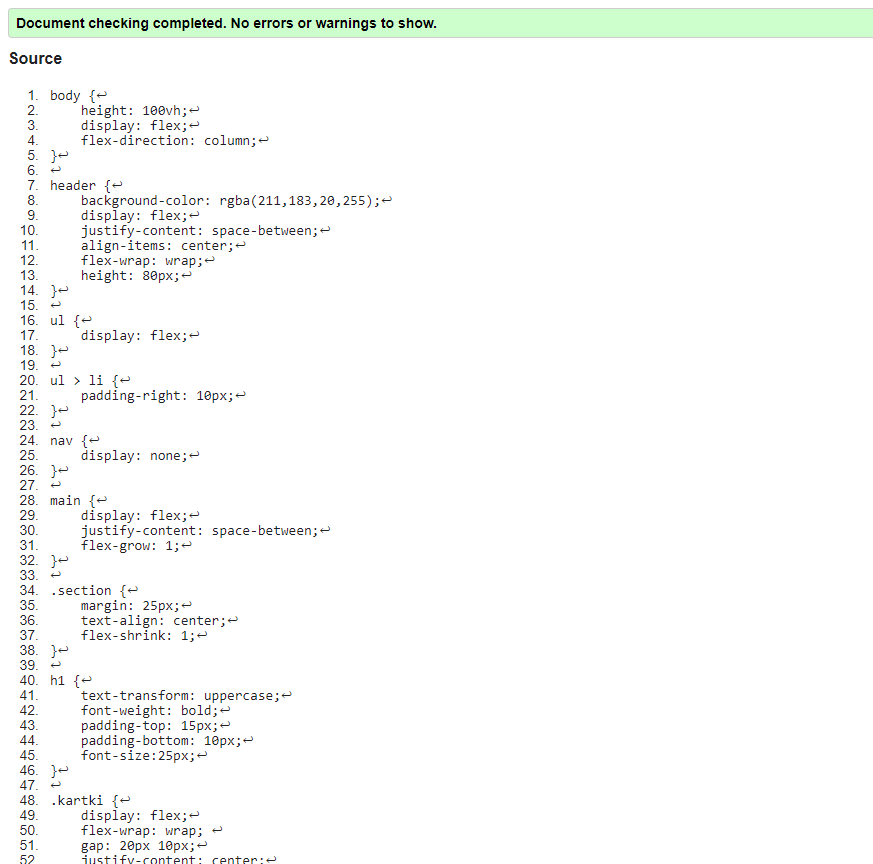 Document checking completed. No errors or warnings to show.
Source
1. body {↩
2.     height: 100vh;↩
3.     display: flex;↩
4.     flex-direction: column;↩
5. }↩
6. ↩
7. header {↩
8.     background-color: rgba(211,183,20,255);↩
9.     display: flex;↩
10.     justify-content: space-between;↩
11.     align-items: center;↩
12.     flex-wrap: wrap;↩
13.     height: 80px;↩
14. }↩
15. ↩
16. ul {↩
17.     display: flex;↩
18. }↩
19. ↩
20. ul > li {↩
21.     padding-right: 10px;↩
22. }↩
23. ↩
24. nav {↩
25.     display: none;↩
26. }↩
27. ↩
28. main {↩
29.     display: flex;↩
30.     justify-content: space-between;↩
31.     flex-grow: 1;↩
32. }↩
33. ↩
34. .section {↩
35.     margin: 25px;↩
36.     text-align: center;↩
37.     flex-shrink: 1;↩
38. }↩
39. ↩
40. h1 {↩
41.     text-transform: uppercase;↩
42.     font-weight: bold;↩
43.     padding-top: 15px;↩
44.     padding-bottom: 10px;↩
45.     font-size:25px;↩
46. }↩
47. ↩
48. .kartki {↩
49.     display: flex;↩
50.     flex-wrap: wrap; ↩
51.     gap: 20px 10px;↩
52.     justify-content: center;↩